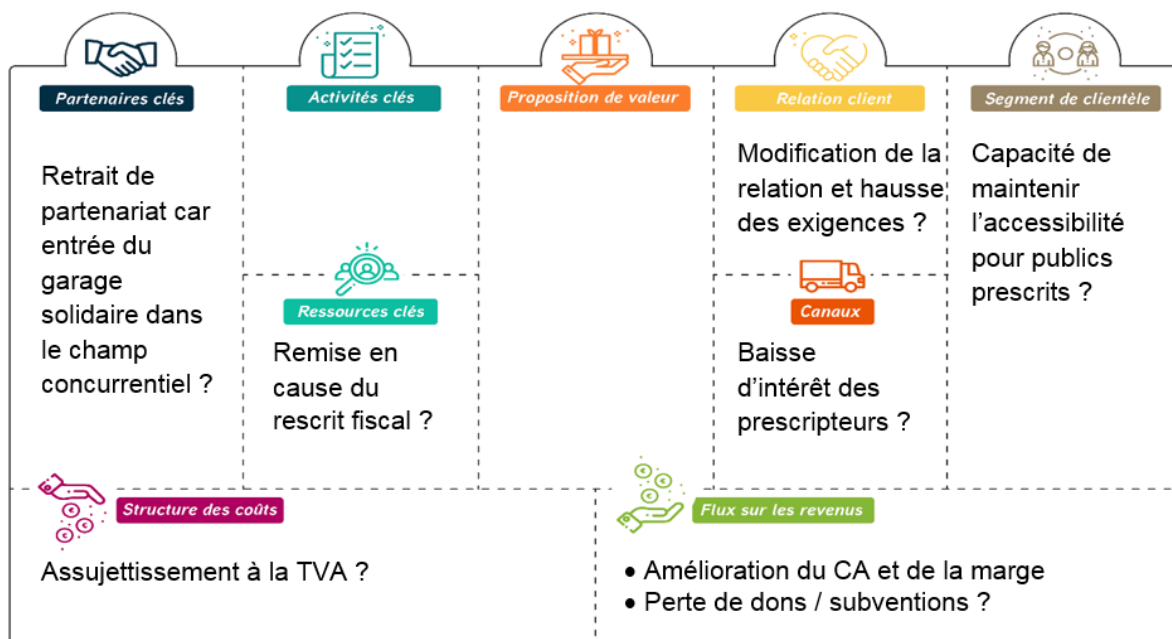 Partenaires clés
Retrait de
partenariat car
entrée du
garage
solidaire dans
le champ
concurrentiel ?
Activités clés
Ressources clés
Remise en
cause du
rescrit fiscal ?
Proposition de valeur
Relation client
Modification de la
relation et hausse
des exigences ?
Canaux
Baisse
d’intérêt des
prescripteurs ?
Segment de clientèle
Capacité de
maintenir
l’accessibilité
pour publics
prescrits ?
Structure des coûts
Assujettissement à la TVA ?
Flux sur les revenus
• Amélioration du CA et de la marge
• Perte de dons / subventions ?